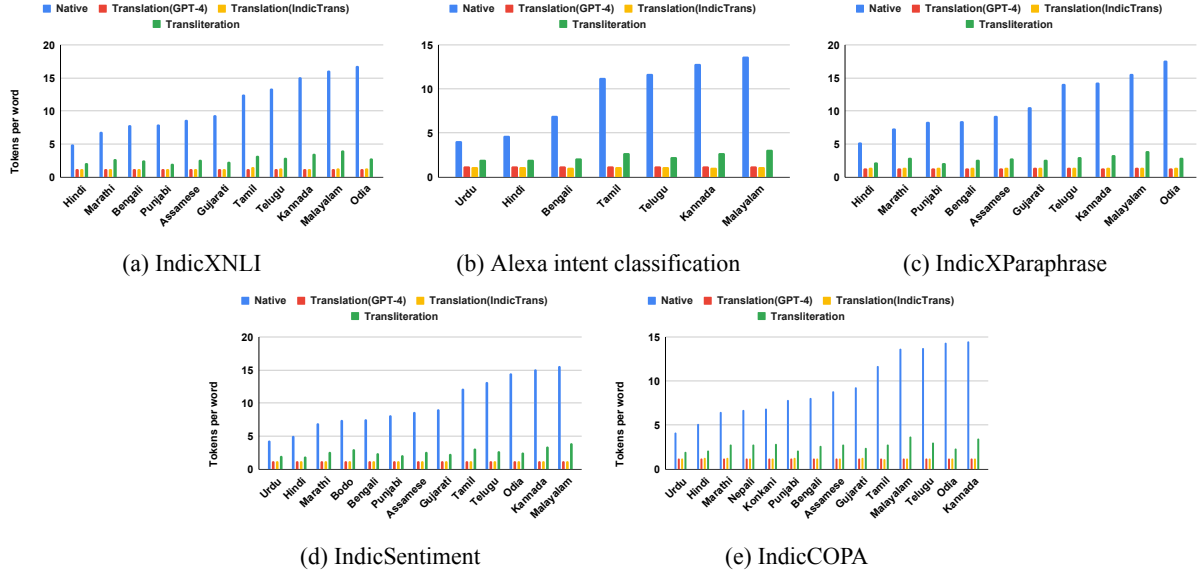 Native Translation(GPT-4) Translation(IndicTrans)
Transliteration
Tokens per word
20
15
10
5
0
Hindi Marathi Bengali Punjabi Assamese Gujarati Tamil Telugu Kannada Malayalam Odia
(a) IndicXNLI
Native Translation(GPT-4) Translation(IndicTrans)
Transliteration
15
10
5
0
Urdu Hindi Bengali Tamil Telugu Kannada Malayalam
(b) Alexa intent classification
Native Translation(GPT-4) Translation(IndicTrans)
Transliteration
20
15
10
5
0
Hindi Marathi Punjabi Bengali Assamese Gujarati Telugu Kannada Malayalam Odia
(c) IndicXParaphrase
Native Translation(GPT-4) Translation(IndicTrans)
Transliteration
Tokens per word
20
15
10
5
0
Urdu Hindi Marathi Bodo Bengali Punjabi Assamese Gujarati Tamil Telugu Odia Kannada Malayalam
(d) IndicSentiment
Native Translation(GPT-4) Translation(IndicTrans)
Transliteration
Tokens per word
15
10
5
0
Urdu Hindi Marathi Nepali Konkani Punjabi Bengali Assamese Gujarati Tamil Malayalam Telugu Odia Kannada
(e) IndicCOPA